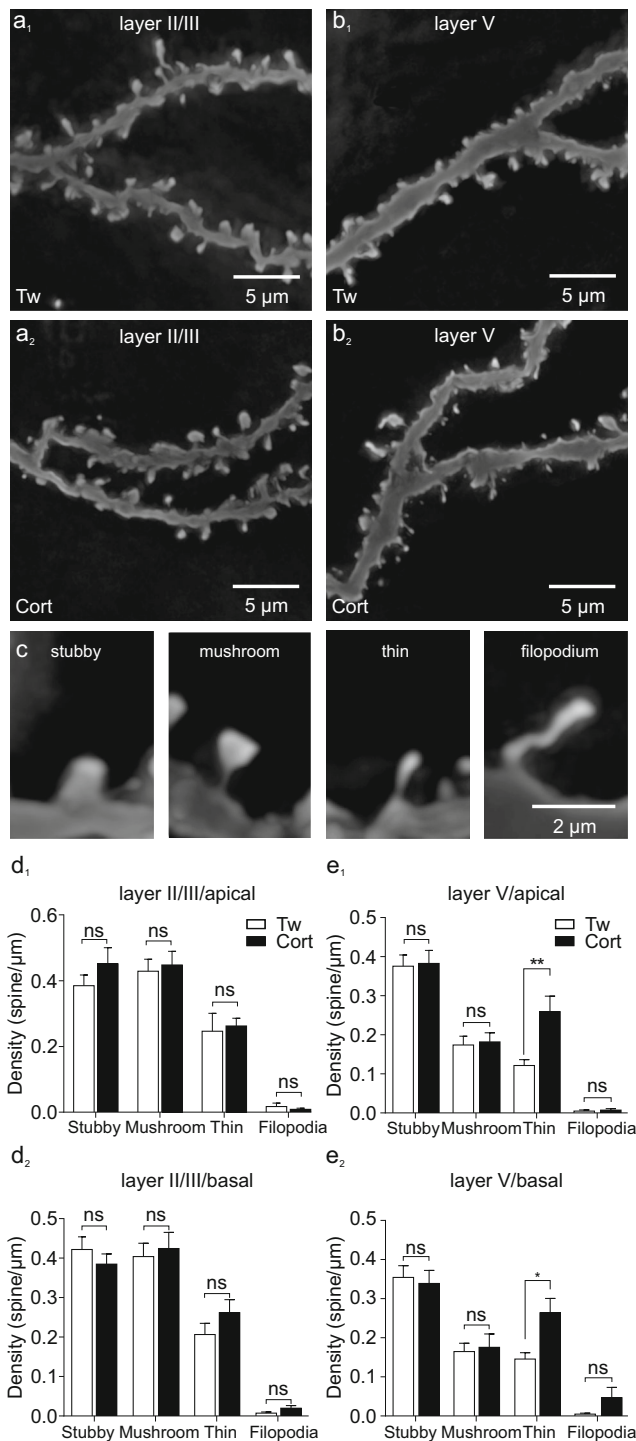 a1 layer II/III
Tw 5 µm
b1 layer V
Tw 5 µm
a2 layer II/III
Cort 5 µm
b2 layer V
Cort 5 µm
c stubby
mushroom
thin
filopodium
2 µm
d1
layer II/III/apical
Tw
Cort
Density (spine/µm)
0.6
0.4
0.2
0.0
ns
ns
ns
ns
Stubby Mushroom Thin Filopodia
e1
layer V/apical
Tw
Cort
Density (spine/µm)
0.5
0.4
0.3
0.2
0.1
0.0
ns
ns
**
ns
Stubby Mushroom Thin Filopodia
d2
layer II/III/basal
Density (spine/µm)
0.5
0.4
0.3
0.2
0.1
0.0
ns
ns
ns
ns
Stubby Mushroom Thin Filopodia
e2
layer V/basal
Density (spine/µm)
0.5
0.4
0.3
0.2
0.1
0.0
ns
ns
*
ns
Stubby Mushroom Thin Filopodia